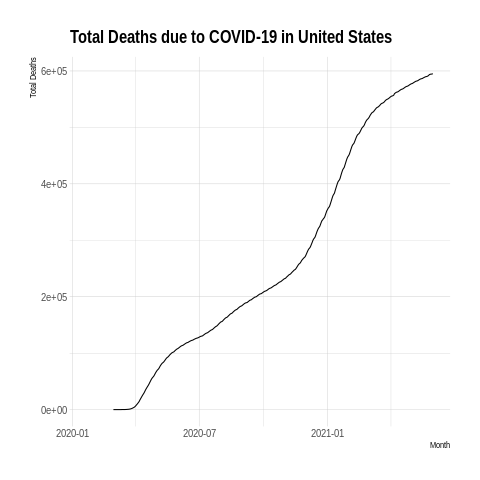 Total Deaths due to COVID-19 in United States
Total Deaths
6e+05
4e+05
2e+05
0e+00
2020-01 2020-07 2021-01
Month